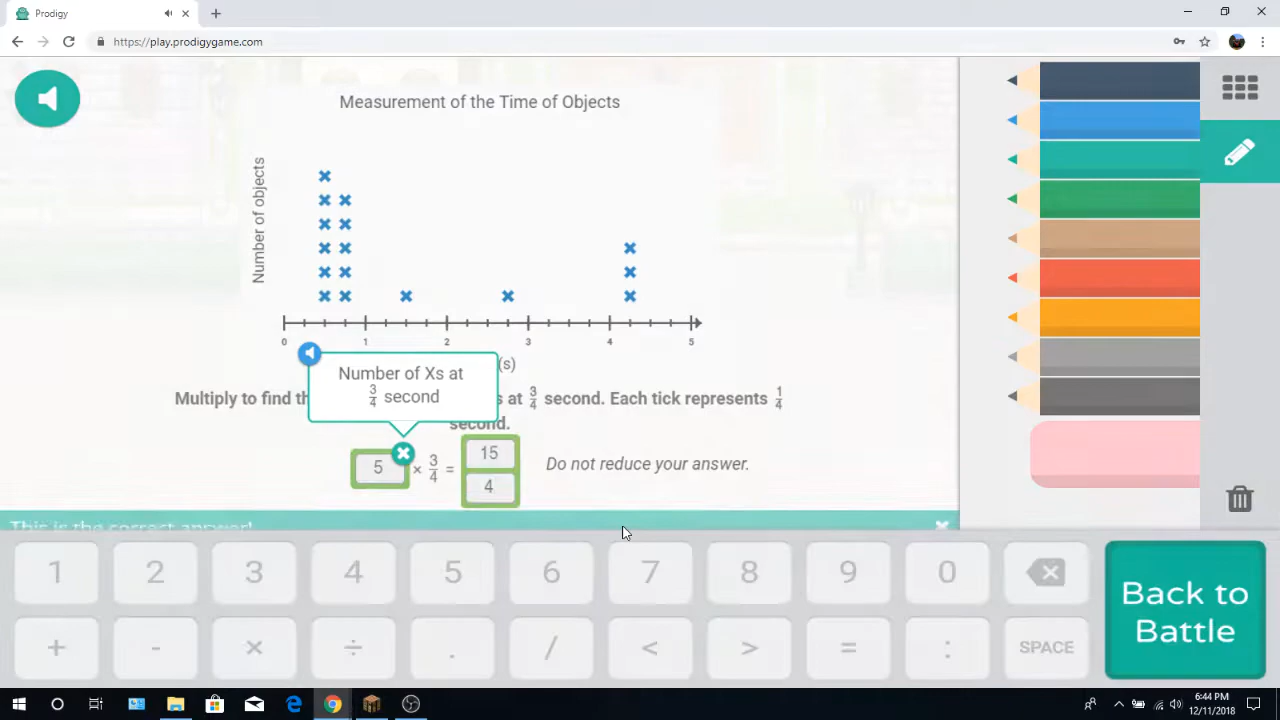 Prodigy
https://play.prodigygame.com
Measurement of the Time of Objects
Number of objects
0 1 2 3 4 5
(s)
Number of Xs at
3/4 second
Multiply to find th s at 3/4 second. Each tick represents 1/4
second.
5 × 3/4 = 15/4 Do not reduce your answer.
This is the correct answer!
1 2 3 4 5 6 7 8 9 0
+ - × ÷ . / < > = : SPACE
Back to
Battle
6:44 PM
12/11/2018